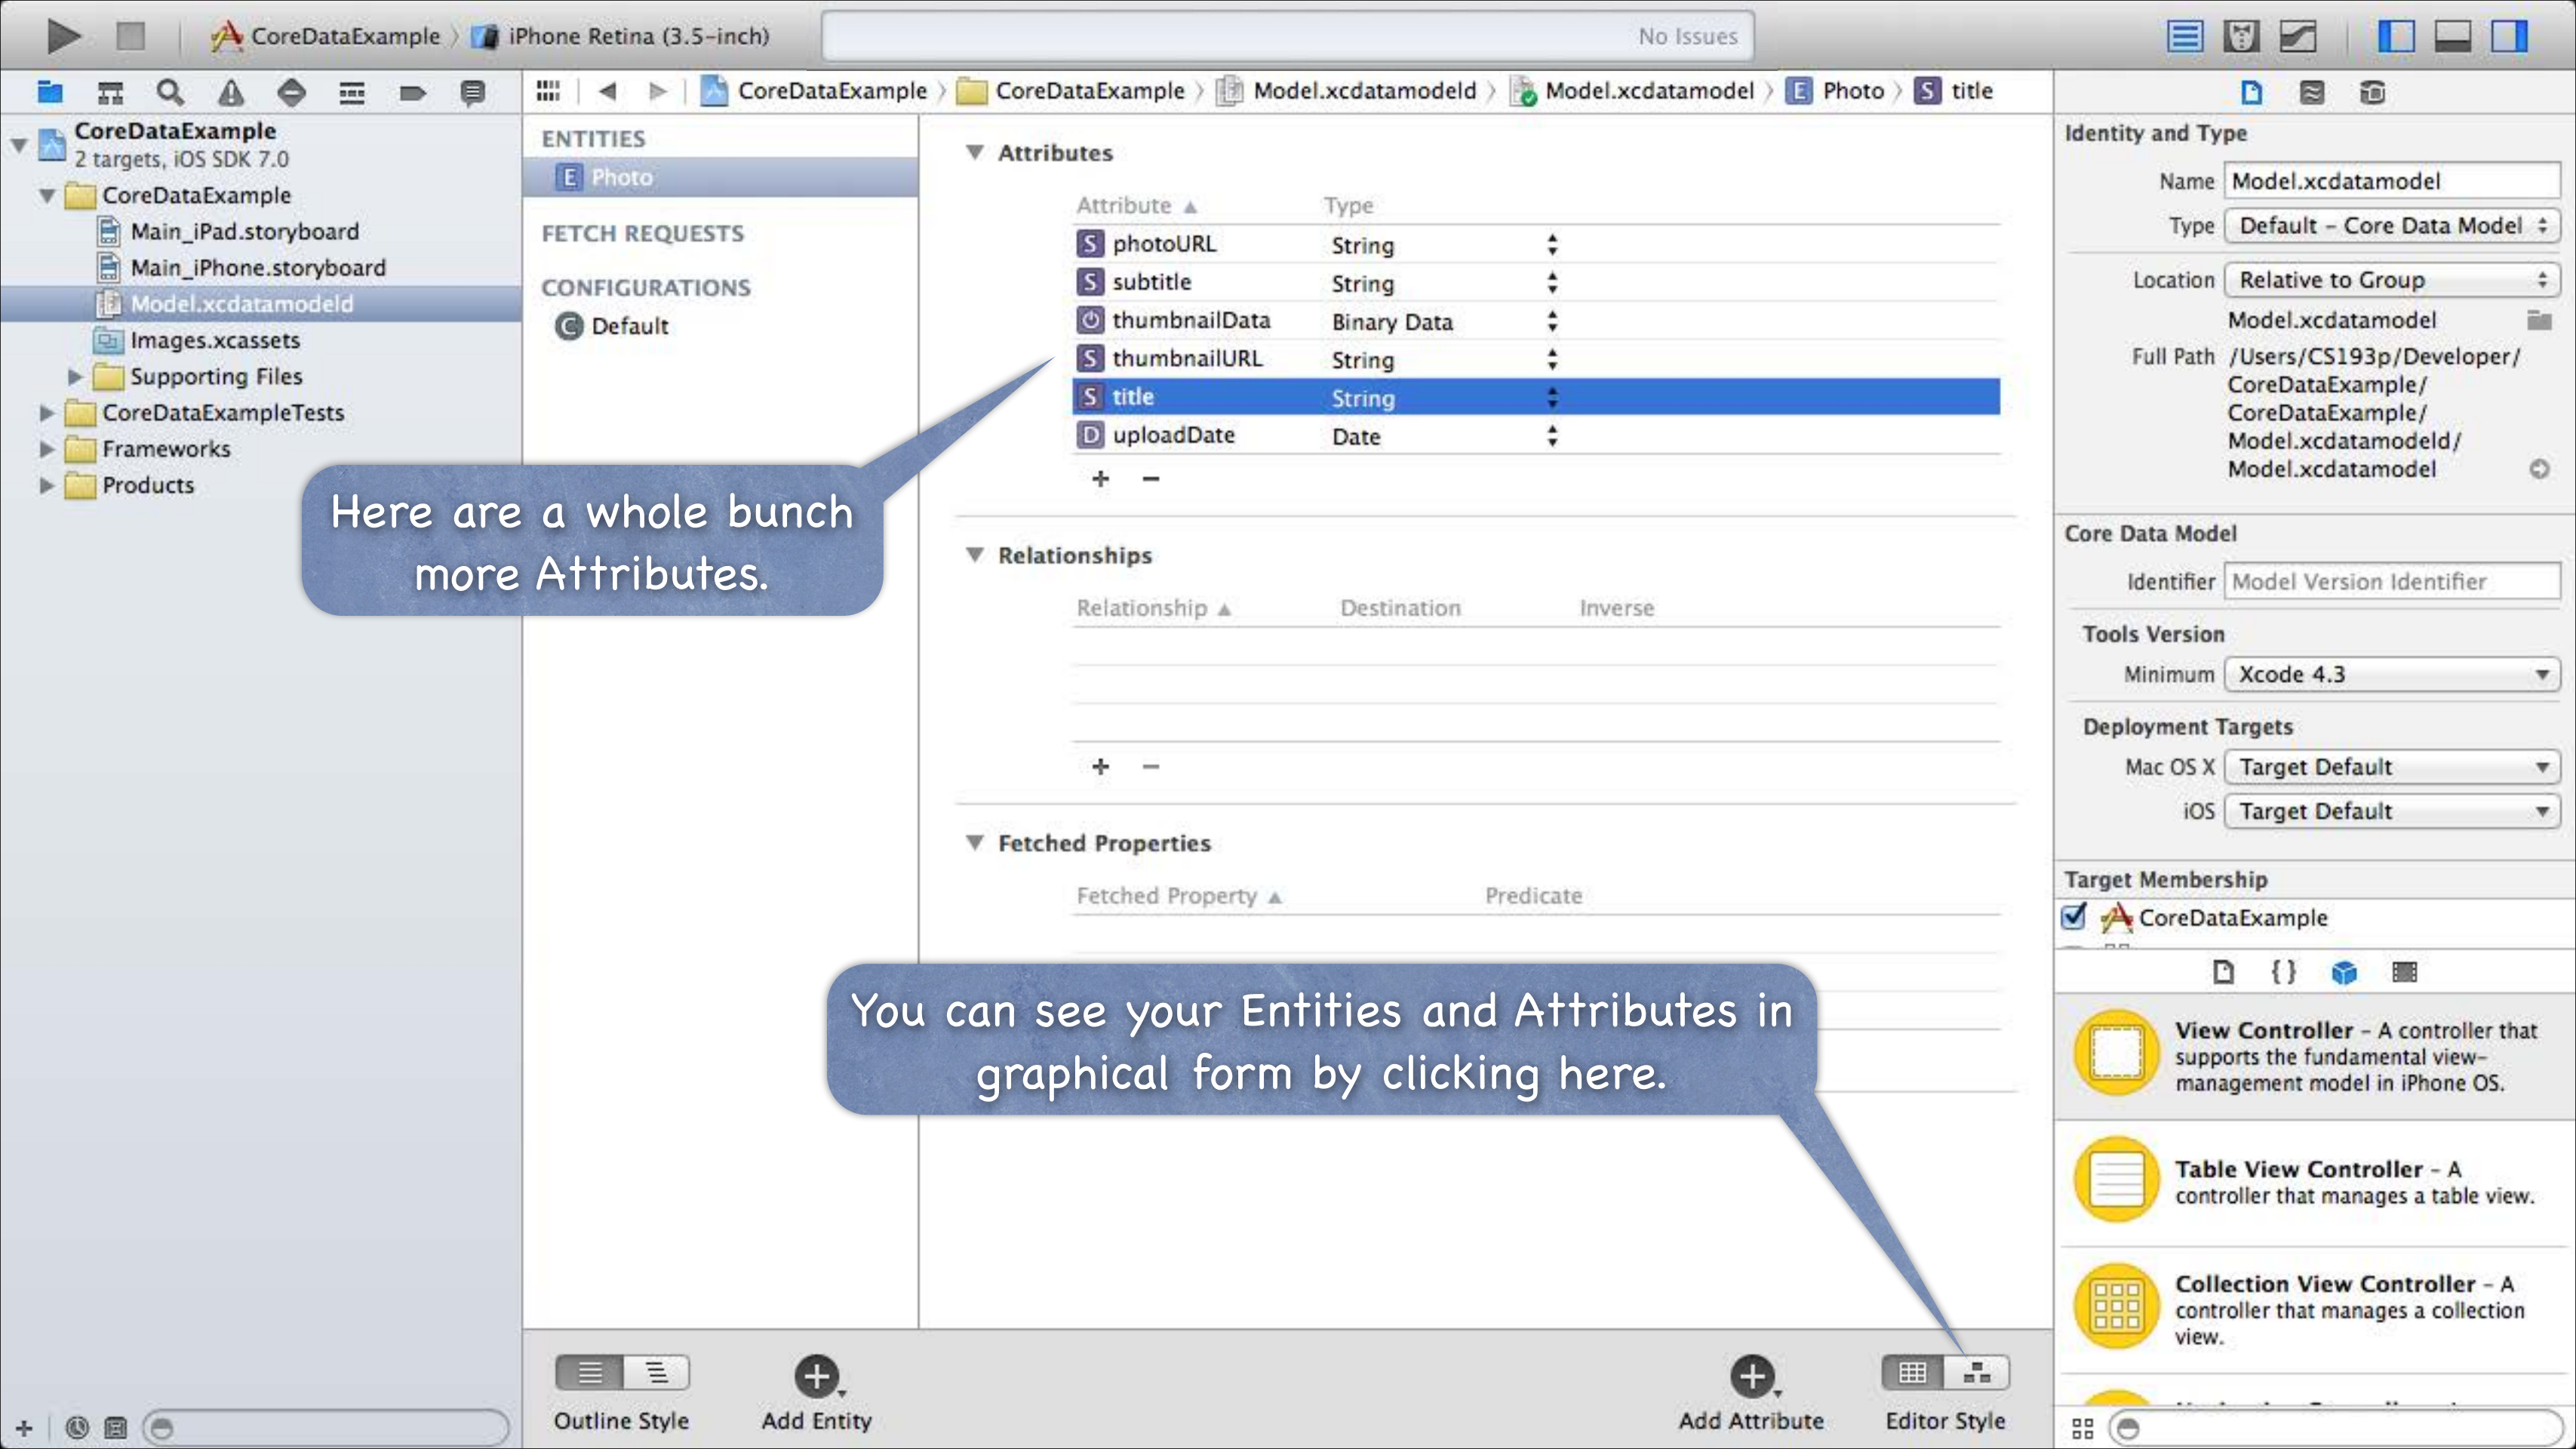 CoreDataExample
iPhone Retina (3.5-inch)
No Issues
CoreDataExample
CoreDataExample
Model.xcdatamodeld
Model.xcdatamodel
E Photo
S title
CoreDataExample
2 targets, iOS SDK 7.0
CoreDataExample
Main_iPad.storyboard
Main_iPhone.storyboard
Model.xcdatamodeld
Images.xcassets
Supporting Files
CoreDataExampleTests
Frameworks
Products
ENTITIES
E Photo
FETCH REQUESTS
CONFIGURATIONS
C Default
Attributes
Attribute Type
S photoURL String
S subtitle String
thumbnailData Binary Data
S thumbnailURL String
S title String
D uploadDate Date
+ −
Here are a whole bunch
more Attributes.
Relationships
Relationship Destination Inverse
+ −
Fetched Properties
Fetched Property Predicate
You can see your Entities and Attributes in
graphical form by clicking here.
Outline Style
Add Entity
Add Attribute
Editor Style
Identity and Type
Name Model.xcdatamodel
Type Default - Core Data Model
Location Relative to Group
Model.xcdatamodel
Full Path /Users/CS193p/Developer/
CoreDataExample/
CoreDataExample/
Model.xcdatamodeld/
Model.xcdatamodel
Core Data Model
Identifier Model Version Identifier
Tools Version
Minimum Xcode 4.3
Deployment Targets
Mac OS X Target Default
iOS Target Default
Target Membership
CoreDataExample
{ }
View Controller - A controller that
supports the fundamental view-
management model in iPhone OS.
Table View Controller - A
controller that manages a table view.
Collection View Controller - A
controller that manages a collection
view.